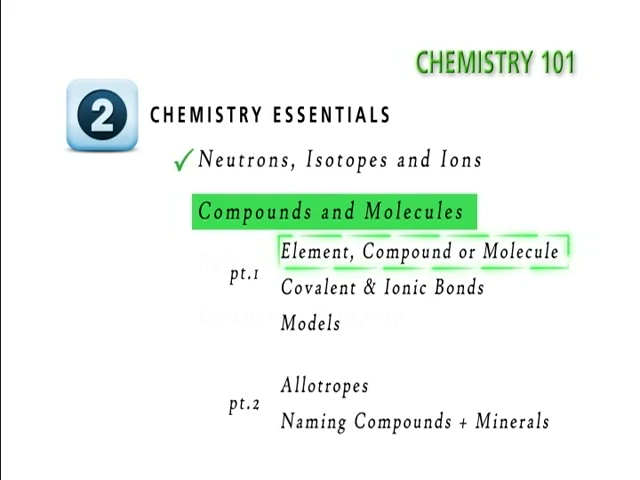 CHEMISTRY 101
2 CHEMISTRY ESSENTIALS
✓ Neutrons, Isotopes and Ions
Compounds and Molecules
pt.1
Element, Compound or Molecule
Covalent & Ionic Bonds
Models
pt.2
Allotropes
Naming Compounds + Minerals